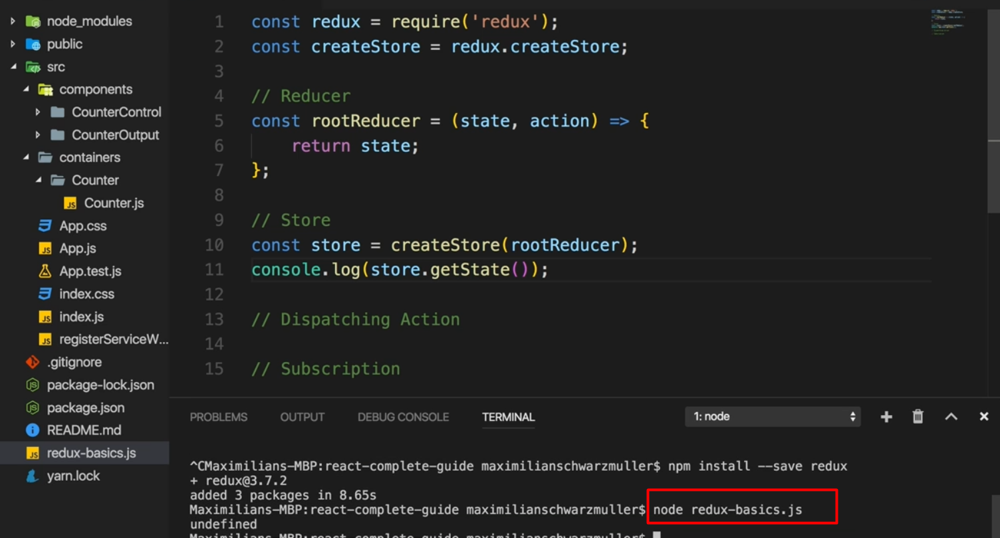 node_modules
public
src
components
CounterControl
CounterOutput
containers
Counter
Counter.js
App.css
App.js
App.test.js
index.css
index.js
registerServiceW...
.gitignore
package-lock.json
package.json
README.md
redux-basics.js
yarn.lock
1 const redux = require('redux');
2 const createStore = redux.createStore;
3
4 // Reducer
5 const rootReducer = (state, action) => {
6 return state;
7 };
8
9 // Store
10 const store = createStore(rootReducer);
11 console.log(store.getState());
12
13 // Dispatching Action
14
15 // Subscription
PROBLEMS OUTPUT DEBUG CONSOLE TERMINAL 1: node
^CMaximilians-MBP:react-complete-guide maximilianschwarzmuller$ npm install --save redux
+ redux@3.7.2
added 3 packages in 8.65s
Maximilians-MBP:react-complete-guide maximilianschwarzmuller$ node redux-basics.js
undefined
Maximilians-MBP:react-complete-guide maximilianschwarzmuller$